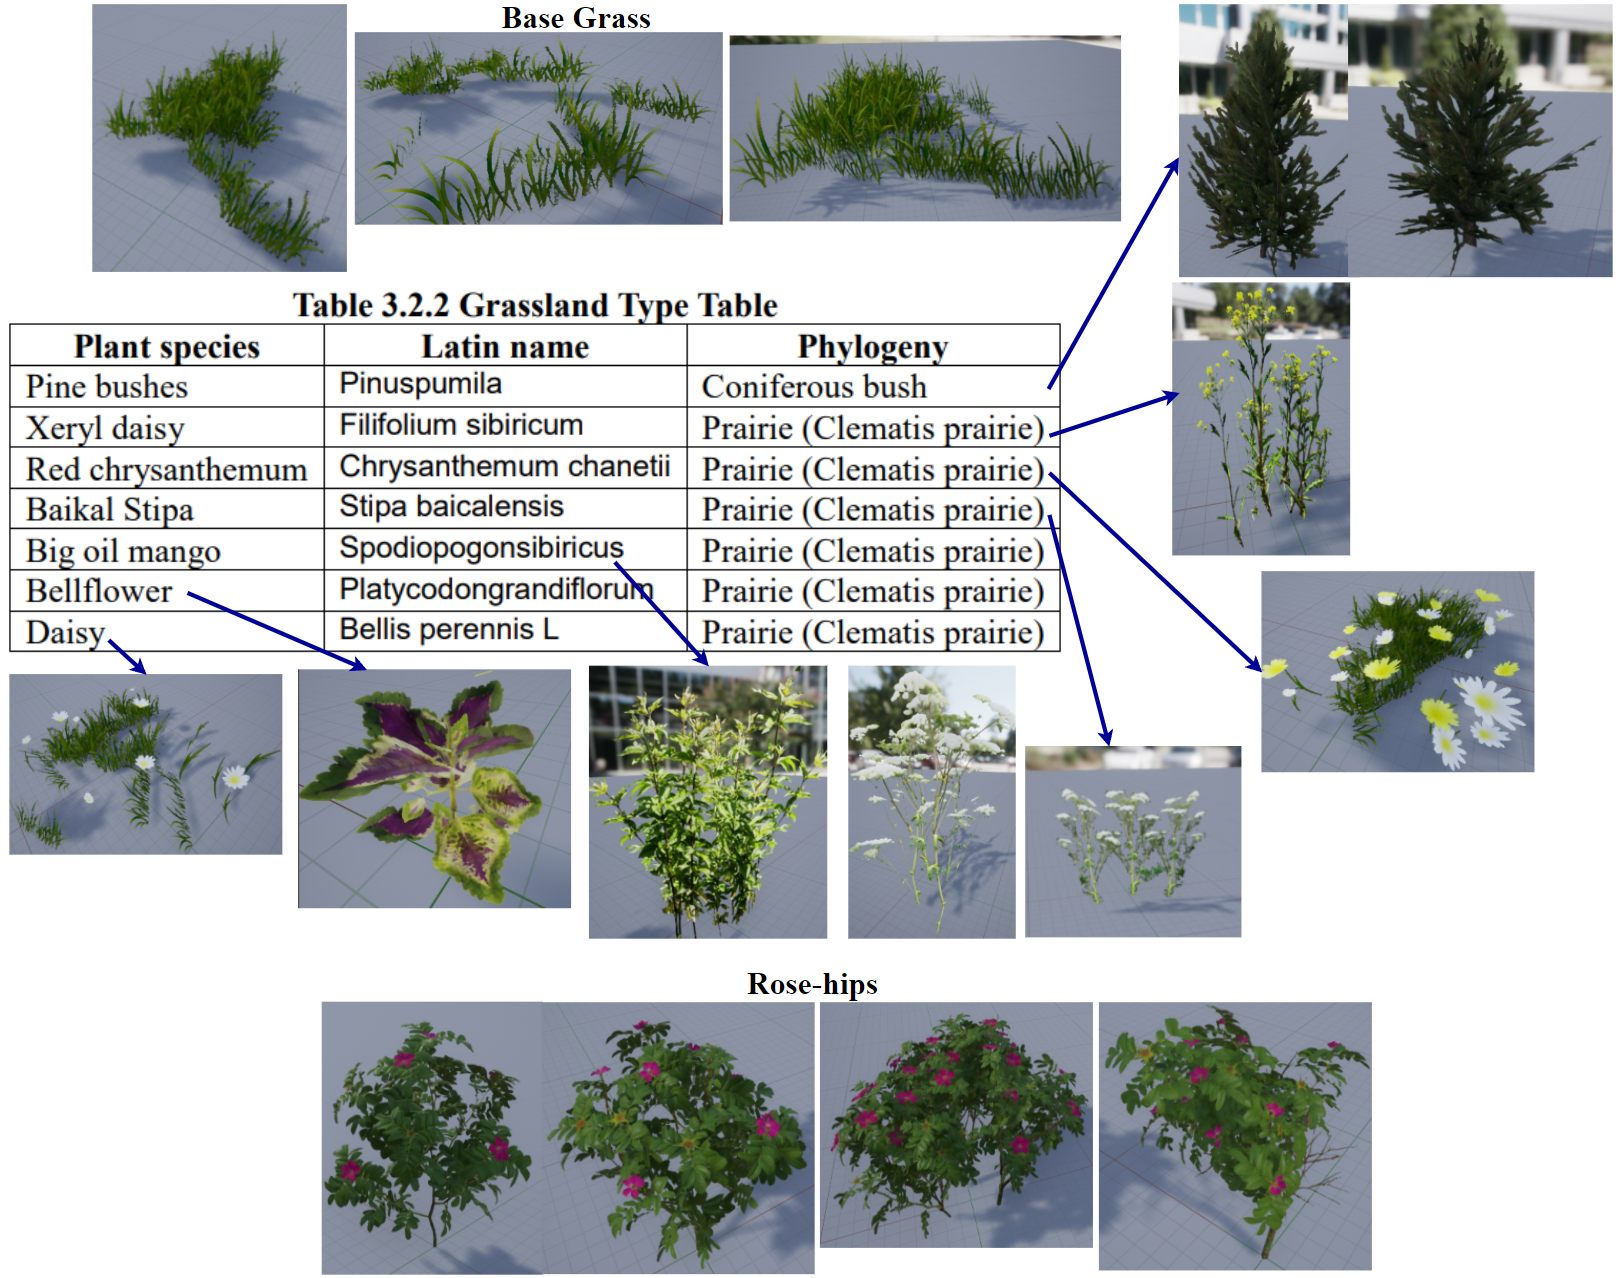 Base Grass
Table 3.2.2 Grassland Type Table
Plant species Latin name Phylogeny
Pine bushes Pinuspumila Coniferous bush
Xeryl daisy Filifolium sibiricum Prairie (Clematis prairie)
Red chrysanthemum Chrysanthemum chanetii Prairie (Clematis prairie)
Baikal Stipa Stipa baicalensis Prairie (Clematis prairie)
Big oil mango Spodiopogonsibiricus Prairie (Clematis prairie)
Bellflower Platycodongrandiflorum Prairie (Clematis prairie)
Daisy Bellis perennis L Prairie (Clematis prairie)
Rose-hips